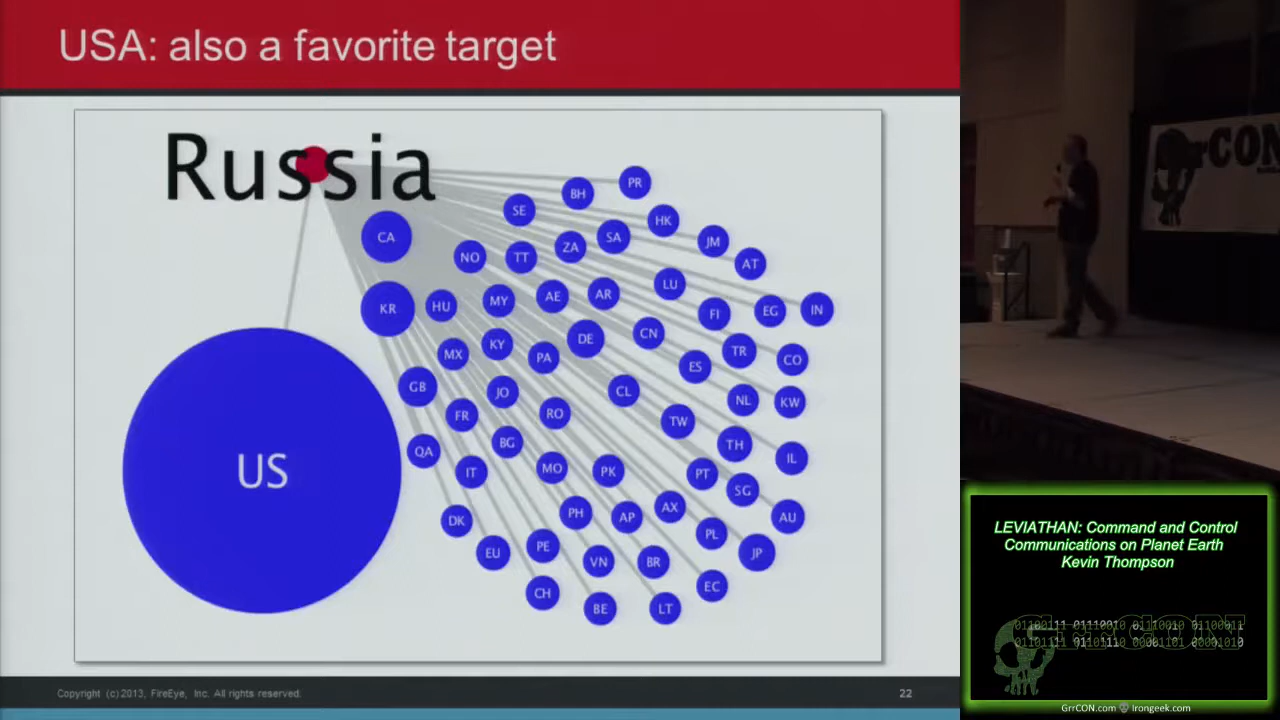 USA: also a favorite target
Russia
PR
BH
SE
HK
CA
SA
JM
ZA
NO
TT
AT
LU
AE
AR
HU
MY
KR
FI
EG
IN
CN
DE
KY
TR
MX
PA
CO
ES
GB
JO
CL
NL
KW
FR
RO
TW
BG
TH
QA
IL
US
IT
MO
PK
PT
SG
AX
PH
AP
AU
DK
PL
PE
EU
JP
VN
BR
EC
CH
BE
LT
Copyright (c) 2013, FireEye, Inc. All rights reserved.
22
CON
LEVIATHAN: Command and Control
Communications on Planet Earth
Kevin Thompson
GrrCON
GrrCON.com Irongeek.com